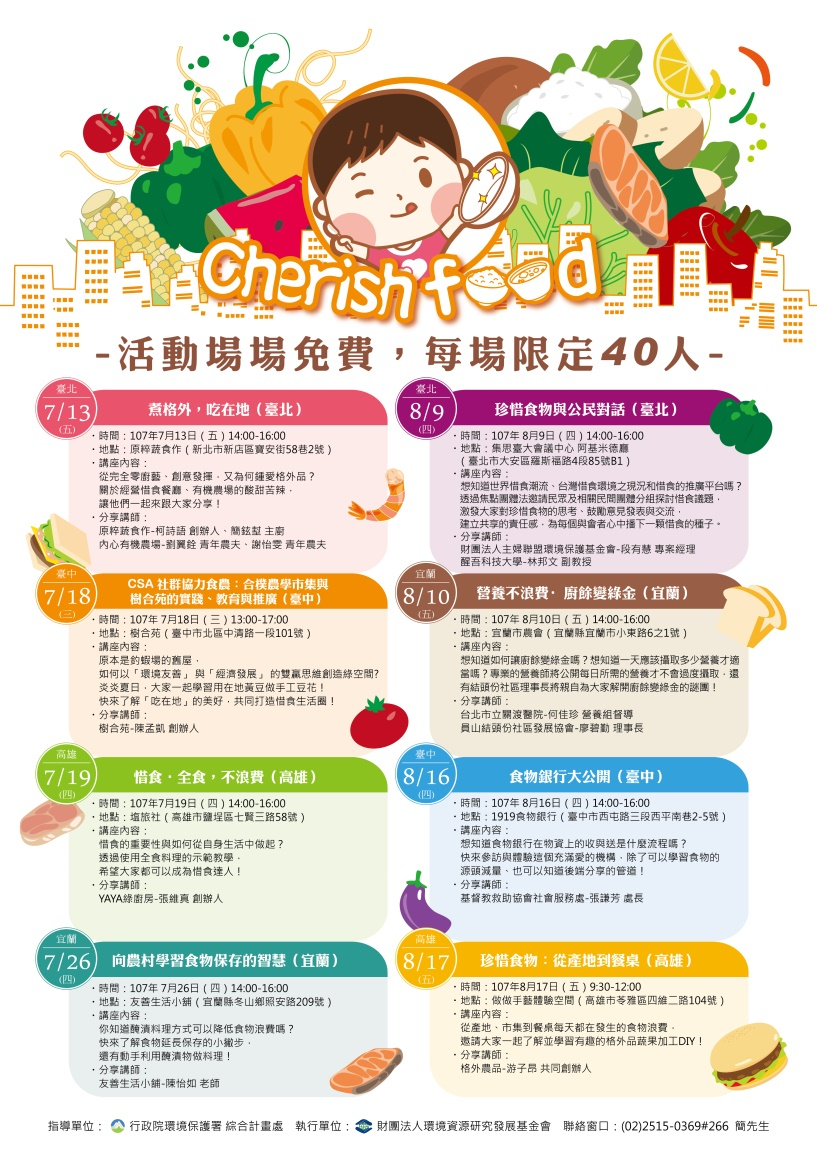 Cherish food
-活動場場免費，每場限定40人-
臺北
7/13
(五)
煮格外，吃在地（臺北）
・時間：107年7月13日（五）14:00-16:00
・地點：原粹蔬食作（新北市新店區寶安街58巷2號）
・講座內容：
從完全零廚藝、創意發揮，又為何鍾愛格外品？
關於經營惜食餐廳、有機農場的酸甜苦辣，
讓他們一起來跟大家分享！
・分享講師：
原粹蔬食作-柯詩語 創辦人、簡鉉瑆 主廚
內心有機農場-劉翼銓 青年農夫、謝怡雯 青年農夫
臺中
7/18
(三)
CSA 社群協力食農：合樸農學市集與
樹合苑的實踐、教育與推廣（臺中）
・時間：107年 7月18日（三）13:00-17:00
・地點：樹合苑（臺中市北區中清路一段101號）
・講座內容：
原本是釣蝦場的舊屋，
如何以「環境友善」 與「經濟發展」 的雙贏思維創造綠空間?
炎炎夏日，大家一起學習用在地黃豆做手工豆花！
快來了解「吃在地」的美好，共同打造惜食生活圈！
・分享講師：
樹合苑-陳孟凱 創辦人
高雄
7/19
(四)
惜食・全食，不浪費（高雄）
・時間：107年7月19日（四）14:00-16:00
・地點：塩旅社（高雄市鹽埕區七賢三路58號）
・講座內容：
惜食的重要性與如何從自身生活中做起？
透過使用全食料理的示範教學，
希望大家都可以成為惜食達人！
・分享講師：
YAYA綠廚房-張維真 創辦人
宜蘭
7/26
(四)
向農村學習食物保存的智慧（宜蘭）
・時間：107年 7月26日（四）14:00-16:00
・地點：友善生活小舖（宜蘭縣冬山鄉照安路209號）
・講座內容：
你知道醃漬料理方式可以降低食物浪費嗎？
快來了解食物延長保存的小撇步，
還有動手利用醃漬物做料理！
・分享講師：
友善生活小舖-陳怡如 老師
臺北
8/9
(四)
珍惜食物與公民對話（臺北）
・時間：107年 8月9日（四）14:00-16:00
・地點：集思臺大會議中心 阿基米德廳
（臺北市大安區羅斯福路4段85號B1）
・講座內容：
想知道世界惜食潮流、台灣惜食環境之現況和惜食的推廣平台嗎？
透過焦點團體法邀請民眾及相關民間團體分組探討惜食議題，
激發大家對珍惜食物的思考、鼓勵意見發表與交流，
建立共享的責任感，為每個與會者心中播下一顆惜食的種子。
・分享講師：
財團法人主婦聯盟環境保護基金會-段有慧 專案經理
醒吾科技大學-林邦文 副教授
宜蘭
8/10
(五)
營養不浪費・廚餘變綠金（宜蘭）
・時間：107年 8月10日（五）14:00-16:00
・地點：宜蘭市農會（宜蘭縣宜蘭市小東路6之1號）
・講座內容：
想知道如何讓廚餘變綠金嗎？想知道一天應該攝取多少營養才適
當嗎？專業的營養師將公開每日所需的營養才不會過度攝取，還
有結頭份社區理事長將親自為大家解開廚餘變綠金的謎團！
・分享講師：
台北市立關渡醫院-何佳珍 營養組督導
員山結頭份社區發展協會-廖碧勤 理事長
臺中
8/16
(四)
食物銀行大公開（臺中）
・時間：107年 8月16日（四）14:00-16:00
・地點：1919食物銀行（臺中市西屯路三段西平南巷2-5號）
・講座內容：
想知道食物銀行在物資上的收與送是什麼流程嗎？
快來參訪與體驗這個充滿愛的機構，除了可以學習食物的
源頭減量、也可以知道後端分享的管道！
・分享講師：
基督教救助協會社會服務處-張謙芳 處長
高雄
8/17
(五)
珍惜食物：從產地到餐桌（高雄）
・時間：107年8月17日（五）9:30-12:00
・地點：做做手藝體驗空間（高雄市苓雅區四維二路104號）
・講座內容：
從產地、市集到餐桌每天都在發生的食物浪費，
邀請大家一起了解並學習有趣的格外品蔬果加工DIY！
・分享講師：
格外農品-游子昂 共同創辦人
指導單位： 行政院環境保護署 綜合計畫處 執行單位： 財團法人環境資源研究發展基金會 聯絡窗口：(02)2515-0369#266 簡先生